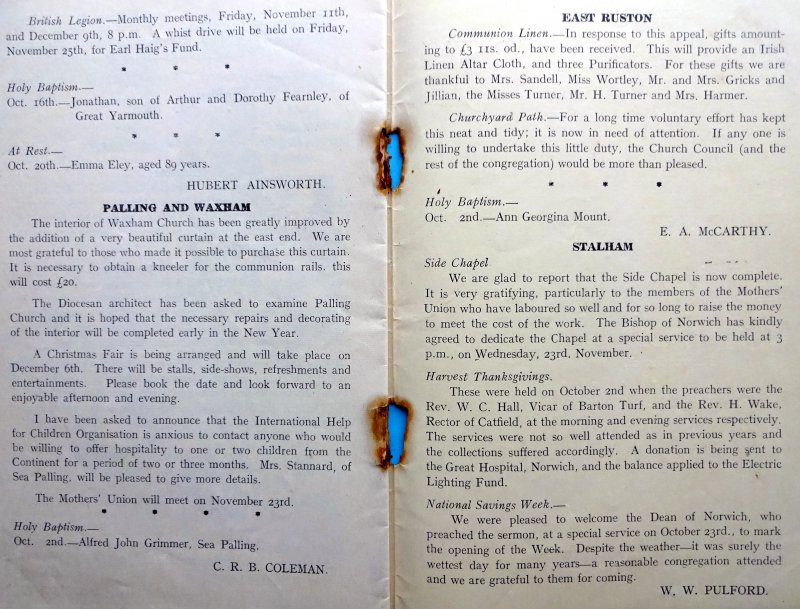 British Legion.—Monthly meetings, Friday, November 11th,
and December 9th, 8 p.m. A whist drive will be held on Friday,
November 25th, for Earl Haig's Fund.
* * *
Holy Baptism.—
Oct. 16th.—Jonathan, son of Arthur and Dorothy Fearnley, of
Great Yarmouth.
* * *
At Rest.—
Oct. 20th.—Emma Eley, aged 89 years.
HUBERT AINSWORTH.
PALLING AND WAXHAM
The interior of Waxham Church has been greatly improved by
the addition of a very beautiful curtain at the east end. We are
most grateful to those who made it possible to purchase this curtain.
It is necessary to obtain a kneeler for the communion rails. this
will cost £20.
The Diocesan architect has been asked to examine Palling
Church and it is hoped that the necessary repairs and decorating
of the interior will be completed early in the New Year.
A Christmas Fair is being arranged and will take place on
December 6th. There will be stalls, side-shows, refreshments and
entertainments. Please book the date and look forward to an
enjoyable afternoon and evening.
I have been asked to announce that the International Help
for Children Organisation is anxious to contact anyone who would
be willing to offer hospitality to one or two children from the
Continent for a period of two or three months. Mrs. Stannard, of
Sea Palling, will be pleased to give more details.
The Mothers' Union will meet on November 23rd.
* * * *
Holy Baptism.—
Oct. 2nd.—Alfred John Grimmer, Sea Palling.
C. R. B. COLEMAN.
EAST RUSTON
Communion Linen.—In response to this appeal, gifts amount-
ing to £3 11s. od., have been received. This will provide an Irish
Linen Altar Cloth, and three Purificators. For these gifts we are
thankful to Mrs. Sandell, Miss Wortley, Mr. and Mrs. Gricks and
Jillian, the Misses Turner, Mr. H. Turner and Mrs. Harmer.
Churchyard Path.—For a long time voluntary effort has kept
this neat and tidy; it is now in need of attention. If any one is
willing to undertake this little duty, the Church Council (and the
rest of the congregation) would be more than pleased.
* * *
Holy Baptism.—
Oct. 2nd.—Ann Georgina Mount.
E. A. McCARTHY.
STALHAM
Side Chapel
We are glad to report that the Side Chapel is now complete.
It is very gratifying, particularly to the members of the Mothers'
Union who have laboured so well and for so long to raise the money
to meet the cost of the work. The Bishop of Norwich has kindly
agreed to dedicate the Chapel at a special service to be held at 3
p.m., on Wednesday, 23rd, November.
Harvest Thanksgivings.
These were held on October 2nd when the preachers were the
Rev. W. C. Hall, Vicar of Barton Turf, and the Rev. H. Wake,
Rector of Catfield, at the morning and evening services respectively.
The services were not so well attended as in previous years and
the collections suffered accordingly. A donation is being sent to
the Great Hospital, Norwich, and the balance applied to the Electric
Lighting Fund.
National Savings Week.—
We were pleased to welcome the Dean of Norwich, who
preached the sermon, at a special service on October 23rd., to mark
the opening of the Week. Despite the weather—it was surely the
wettest day for many years—a reasonable congregation attended
and we are grateful to them for coming.
W. W. PULFORD.